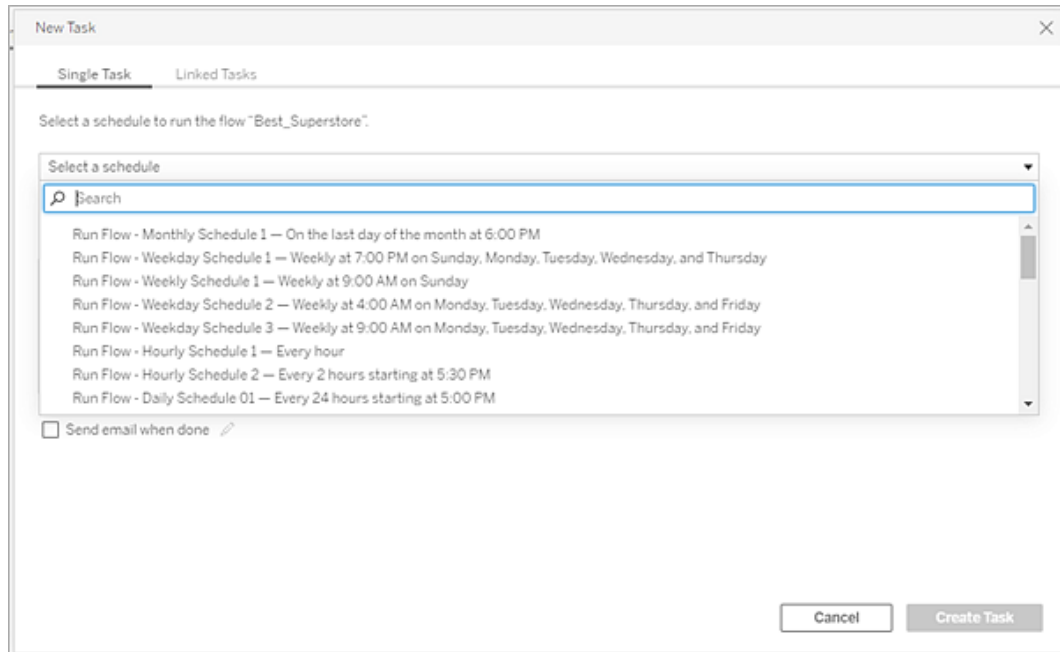 New Task
Single Task
Linked Tasks
Select a schedule to run the flow "Best_Superstore".
Select a schedule
Search
Run Flow - Monthly Schedule 1 — On the last day of the month at 6:00 PM
Run Flow - Weekday Schedule 1 — Weekly at 7:00 PM on Sunday, Monday, Tuesday, Wednesday, and Thursday
Run Flow - Weekly Schedule 1 — Weekly at 9:00 AM on Sunday
Run Flow - Weekday Schedule 2 — Weekly at 4:00 AM on Monday, Tuesday, Wednesday, Thursday, and Friday
Run Flow - Weekday Schedule 3 — Weekly at 9:00 AM on Monday, Tuesday, Wednesday, Thursday, and Friday
Run Flow - Hourly Schedule 1 — Every hour
Run Flow - Hourly Schedule 2 — Every 2 hours starting at 5:30 PM
Run Flow - Daily Schedule 01 — Every 24 hours starting at 5:00 PM
Send email when done
Cancel
Create Task